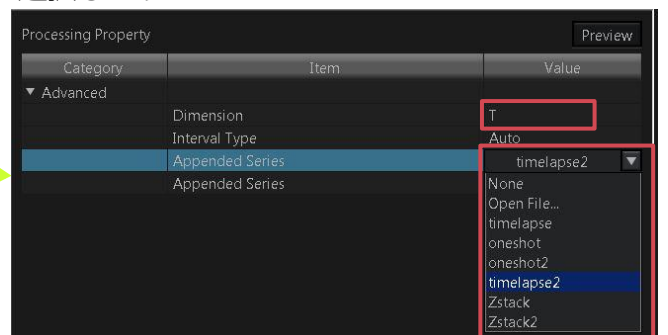 Processing Property Preview
Category Item Value
▼ Advanced
Dimension T
Interval Type Auto
Appended Series timelapse2 ▼
Appended Series None
Open File...
timelapse
oneshot
oneshot2
timelapse2
Zstack
Zstack2